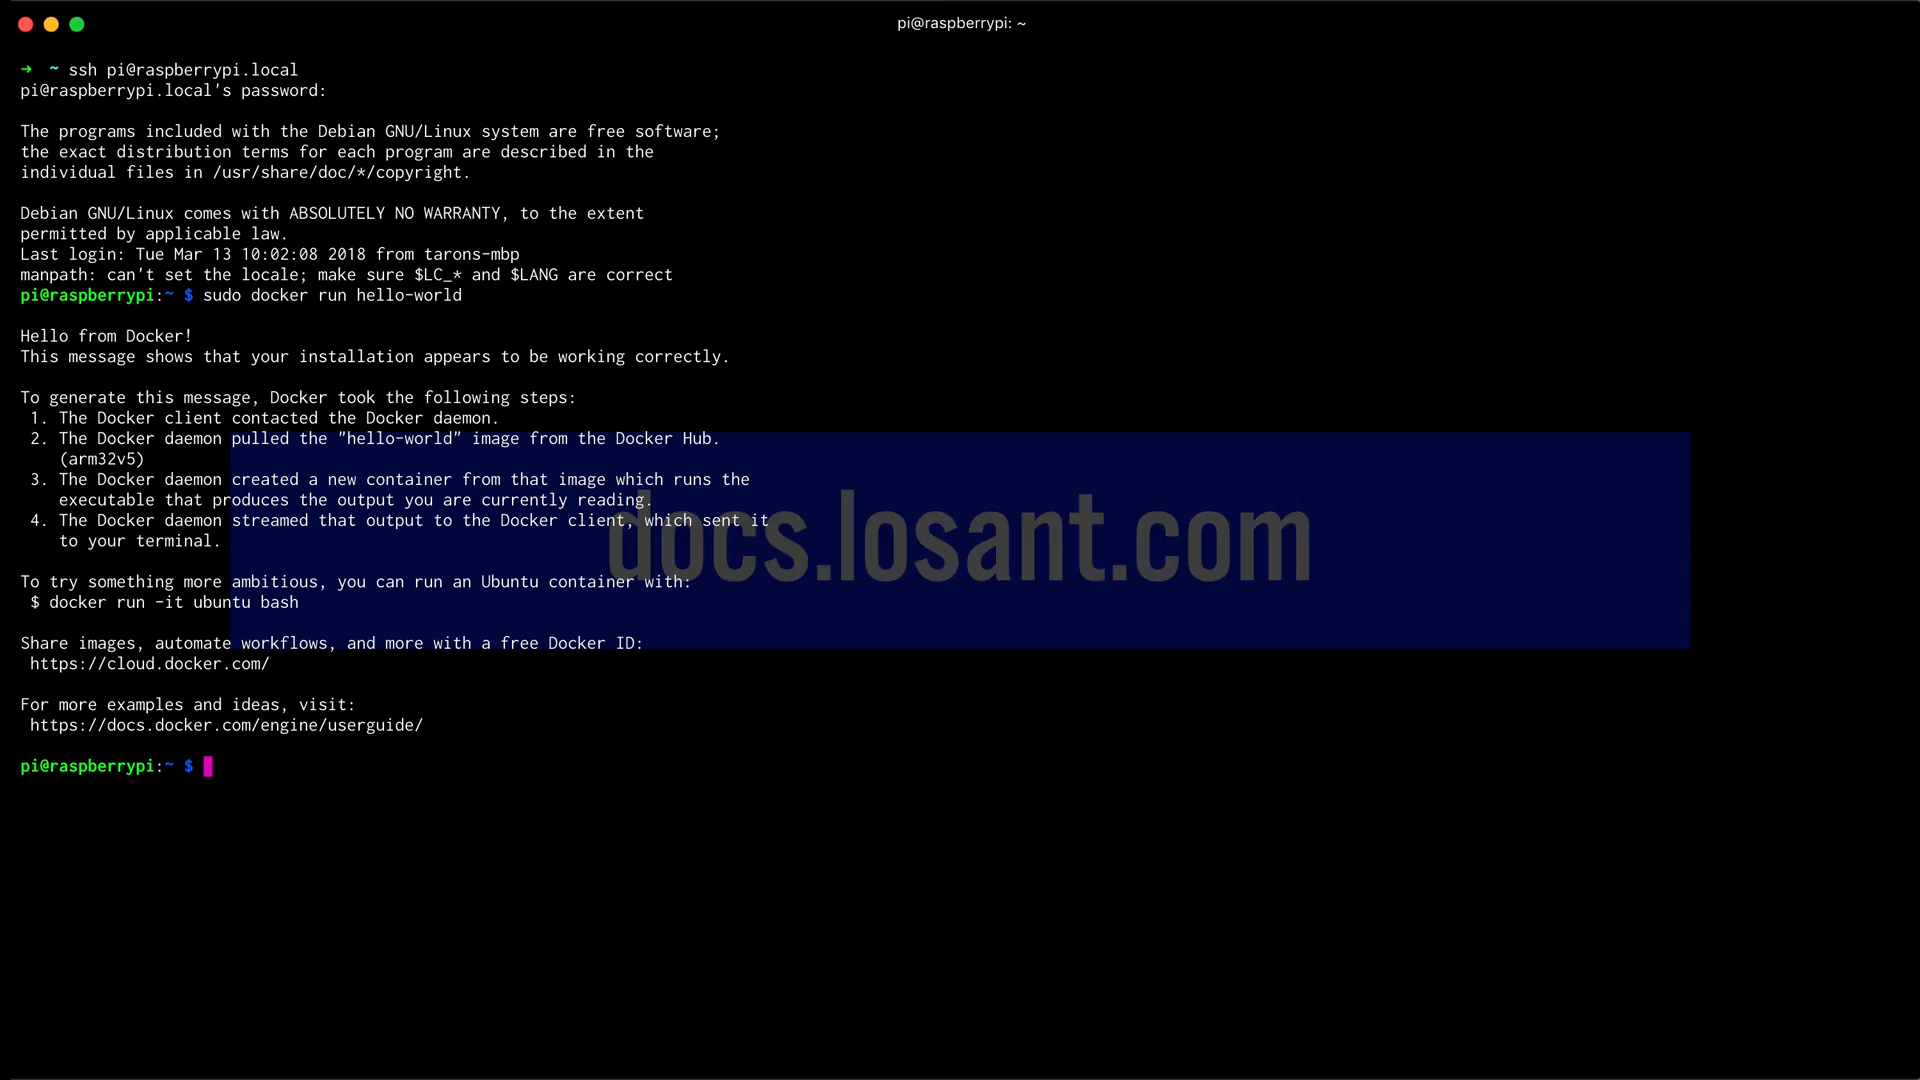 pi@raspberrypi: ~
➜  ~ ssh pi@raspberrypi.local
pi@raspberrypi.local's password:
The programs included with the Debian GNU/Linux system are free software;
the exact distribution terms for each program are described in the
individual files in /usr/share/doc/*/copyright.
Debian GNU/Linux comes with ABSOLUTELY NO WARRANTY, to the extent
permitted by applicable law.
Last login: Tue Mar 13 10:02:08 2018 from tarons-mbp
manpath: can't set the locale; make sure $LC_* and $LANG are correct
pi@raspberrypi:~ $ sudo docker run hello-world
Hello from Docker!
This message shows that your installation appears to be working correctly.
To generate this message, Docker took the following steps:
1. The Docker client contacted the Docker daemon.
2. The Docker daemon pulled the "hello-world" image from the Docker Hub.
(arm32v5)
3. The Docker daemon created a new container from that image which runs the
executable that produces the output you are currently reading.
4. The Docker daemon streamed that output to the Docker client, which sent it
to your terminal.
docs.losant.com
To try something more ambitious, you can run an Ubuntu container with:
$ docker run -it ubuntu bash
Share images, automate workflows, and more with a free Docker ID:
https://cloud.docker.com/
For more examples and ideas, visit:
https://docs.docker.com/engine/userguide/
pi@raspberrypi:~ $